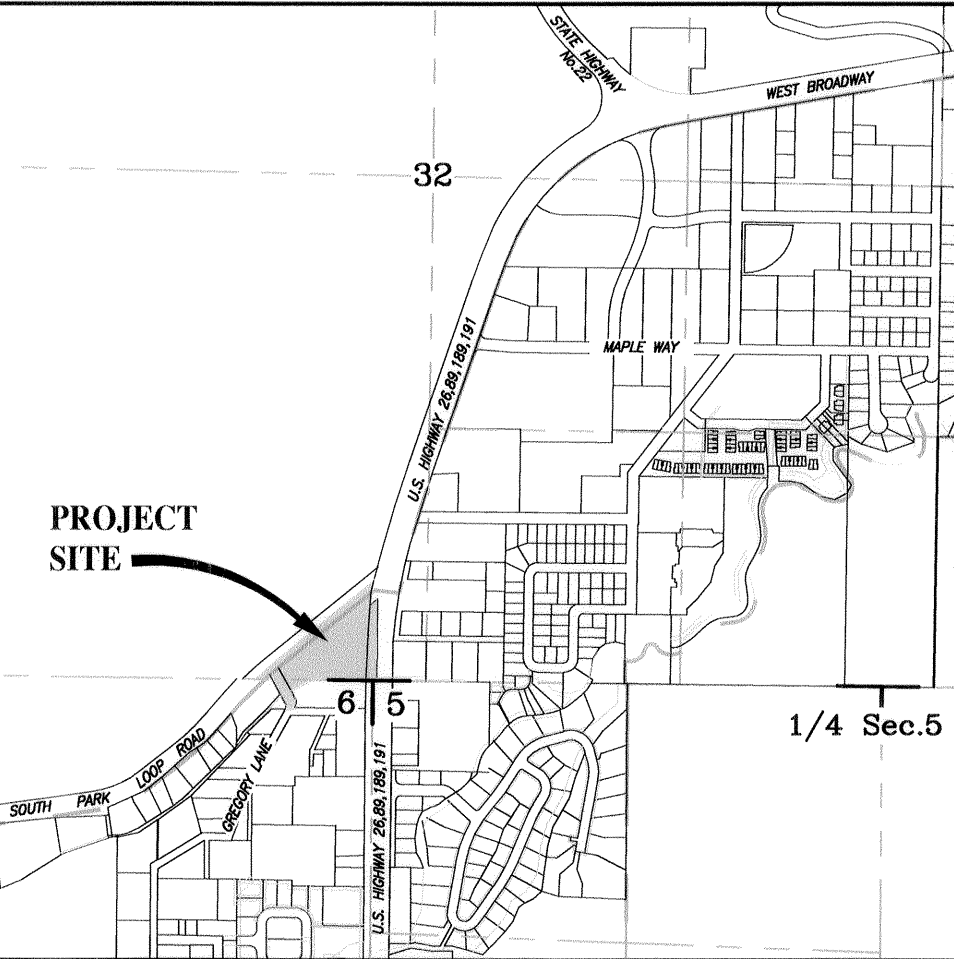 STATE HIGHWAY
No.22
WEST BROADWAY
32
U.S. HIGHWAY 26,89,189,191
MAPLE WAY
PROJECT
SITE
6
5
1/4 Sec.5
SOUTH PARK LOOP ROAD
GREGORY LANE
U.S. HIGHWAY 26,89,189,191